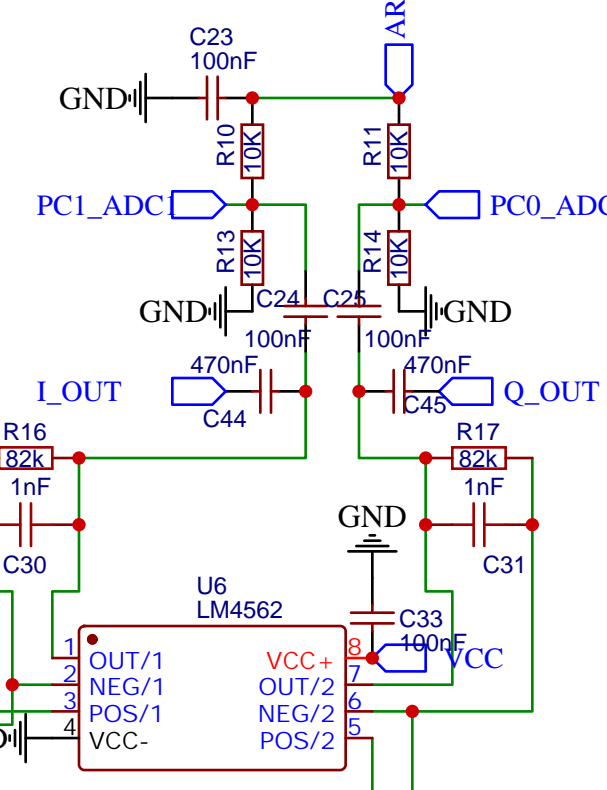 C23
100nF
AR
GND
R10
10K
R11
10K
PC1_ADC1
PC0_ADC
R13
10K
R14
10K
GND
C24
C25
GND
100nF
100nF
470nF
470nF
I_OUT
Q_OUT
C44
C45
R16
82k
R17
82k
1nF
1nF
GND
C30
C31
U6
LM4562
C33
100nF
1
OUT/1
VCC+
8
VCC
2
NEG/1
OUT/2
7
3
POS/1
NEG/2
6
4
VCC-
POS/2
5